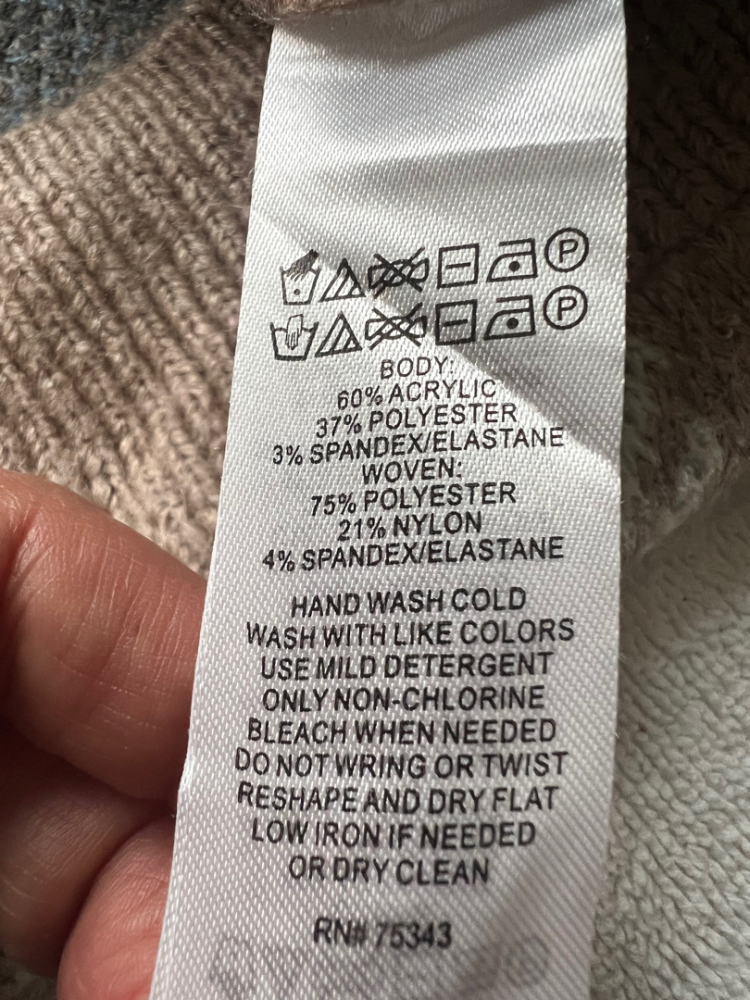 P
P
BODY:
60% ACRYLIC
37% POLYESTER
3% SPANDEX/ELASTANE
WOVEN:
75% POLYESTER
21% NYLON
4% SPANDEX/ELASTANE
HAND WASH COLD
WASH WITH LIKE COLORS
USE MILD DETERGENT
ONLY NON-CHLORINE
BLEACH WHEN NEEDED
DO NOT WRING OR TWIST
RESHAPE AND DRY FLAT
LOW IRON IF NEEDED
OR DRY CLEAN
RN# 75343